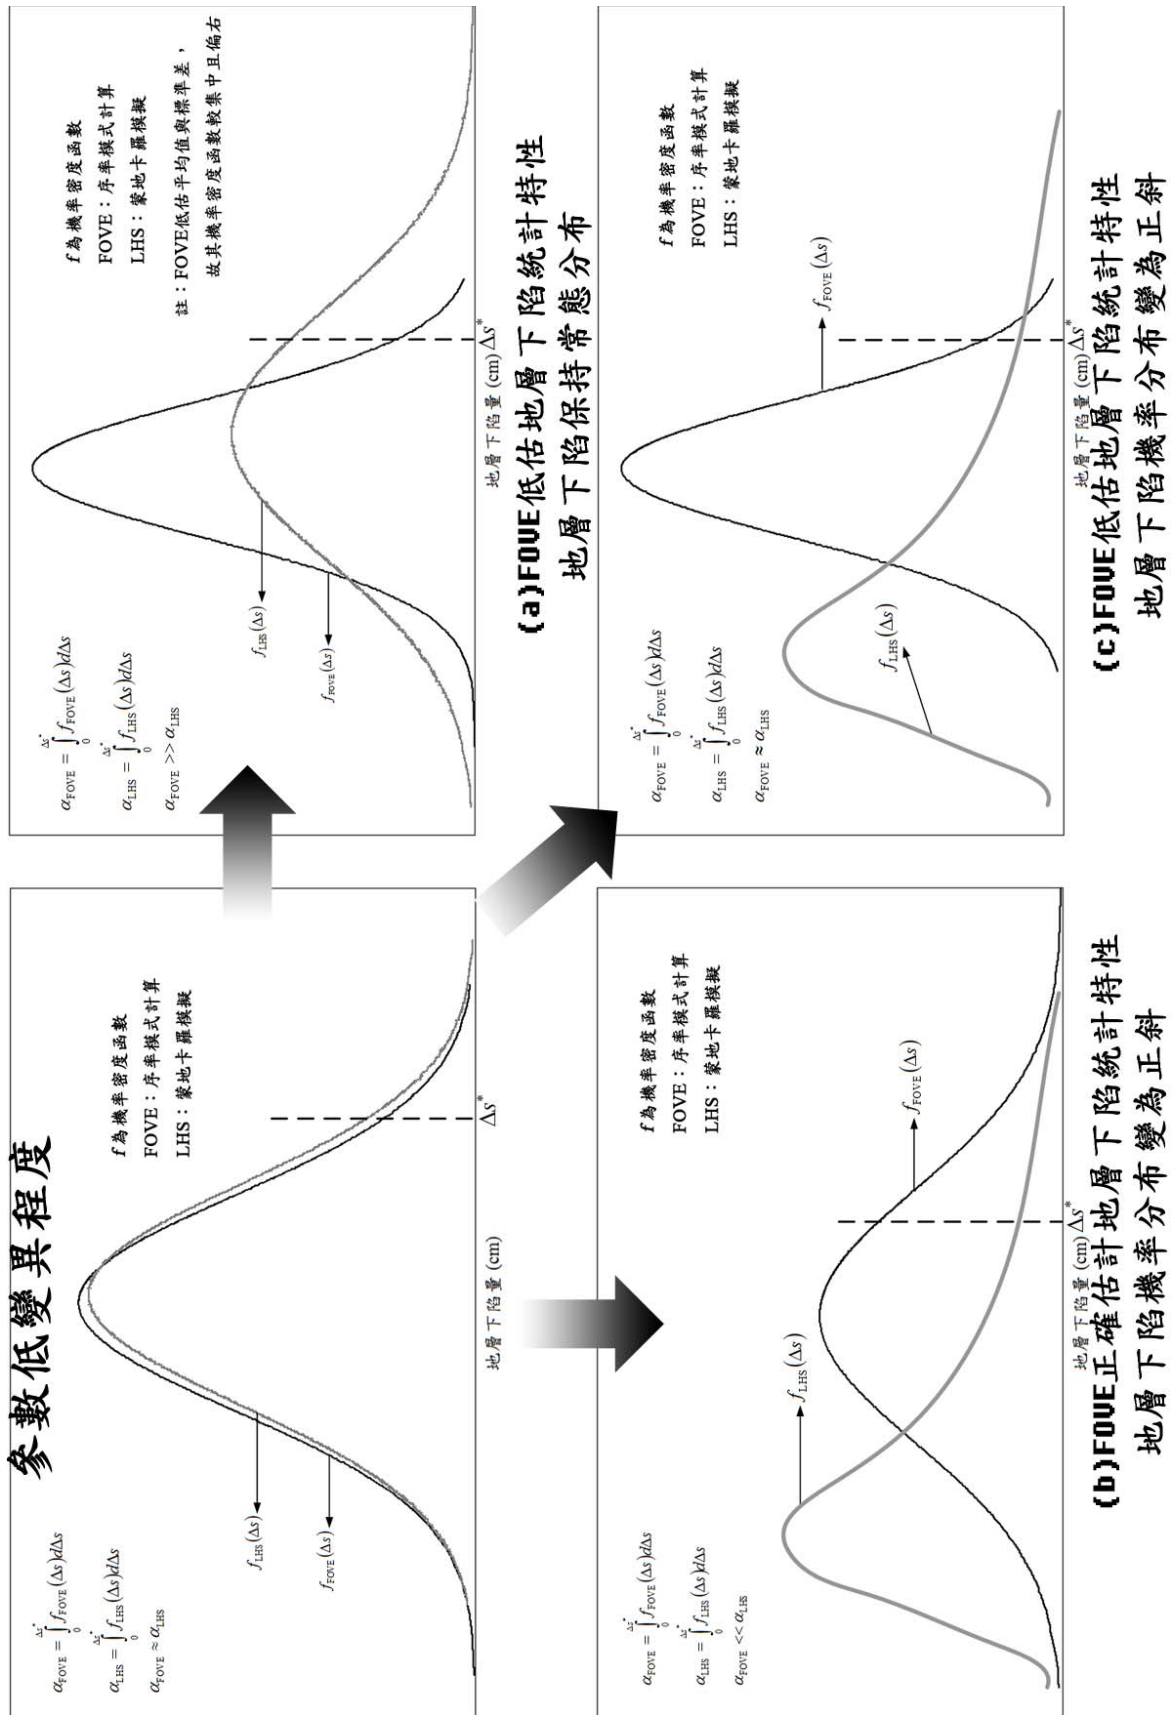 參數低變異程度
α_FOVE = ∫₀^Δs* f_FOVE(Δs)dΔs
α_LHS = ∫₀^Δs* f_LHS(Δs)dΔs
α_FOVE ≈ α_LHS
f為機率密度函數
FOVE：序率模式計算
LHS：蒙地卡羅模擬
f_LHS(Δs)
f_FOVE(Δs)
地層下陷量(cm)
Δs*
α_FOVE = ∫₀^Δs* f_FOVE(Δs)dΔs
α_LHS = ∫₀^Δs* f_LHS(Δs)dΔs
α_FOVE >> α_LHS
f為機率密度函數
FOVE：序率模式計算
LHS：蒙地卡羅模擬
註：FOVE低估平均值與標準差，
故其機率密度函數較集中且偏右
f_LHS(Δs)
f_FOVE(Δs)
地層下陷量(cm) Δs*
(a)FOVE低估地層下陷統計特性
地層下陷保持常態分布
α_FOVE = ∫₀^Δs* f_FOVE(Δs)dΔs
α_LHS = ∫₀^Δs* f_LHS(Δs)dΔs
α_FOVE << α_LHS
f為機率密度函數
FOVE：序率模式計算
LHS：蒙地卡羅模擬
f_LHS(Δs)
f_FOVE(Δs)
地層下陷量(cm) Δs*
(b)FOVE正確估計地層下陷統計特性
地層下陷機率分布變為正斜
α_FOVE = ∫₀^Δs* f_FOVE(Δs)dΔs
α_LHS = ∫₀^Δs* f_LHS(Δs)dΔs
α_FOVE ≈ α_LHS
f為機率密度函數
FOVE：序率模式計算
LHS：蒙地卡羅模擬
f_FOVE(Δs)
f_LHS(Δs)
地層下陷量(cm) Δs*
(c)FOVE低估地層下陷統計特性
地層下陷機率分布變為正斜